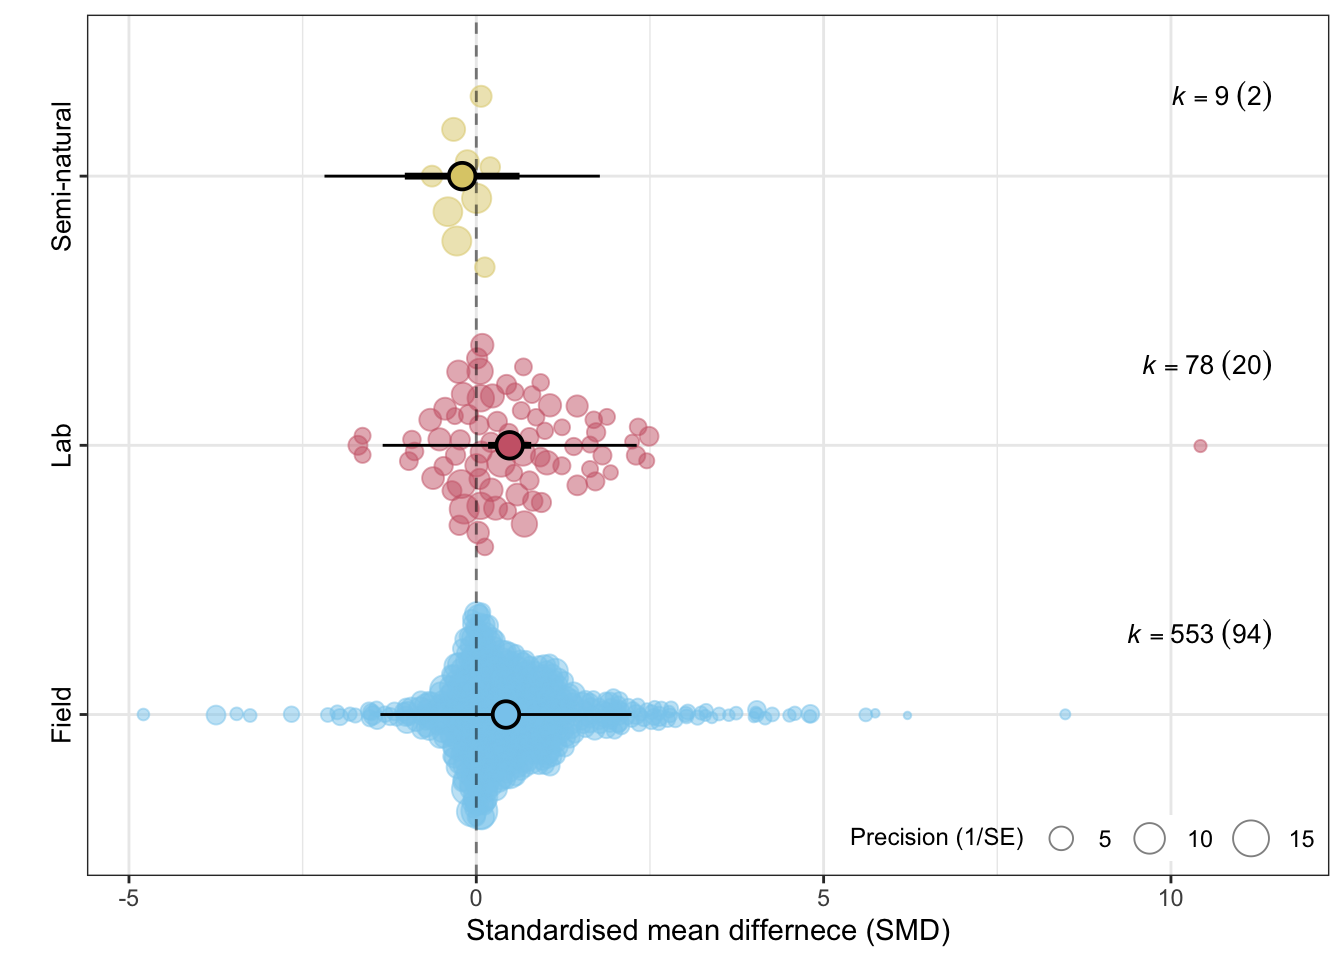 Semi-natural
k = 9 (2)
Lab
k = 78 (20)
Field
k = 553 (94)
Precision (1/SE) 5 10 15
-5 0 5 10
Standardised mean differnece (SMD)